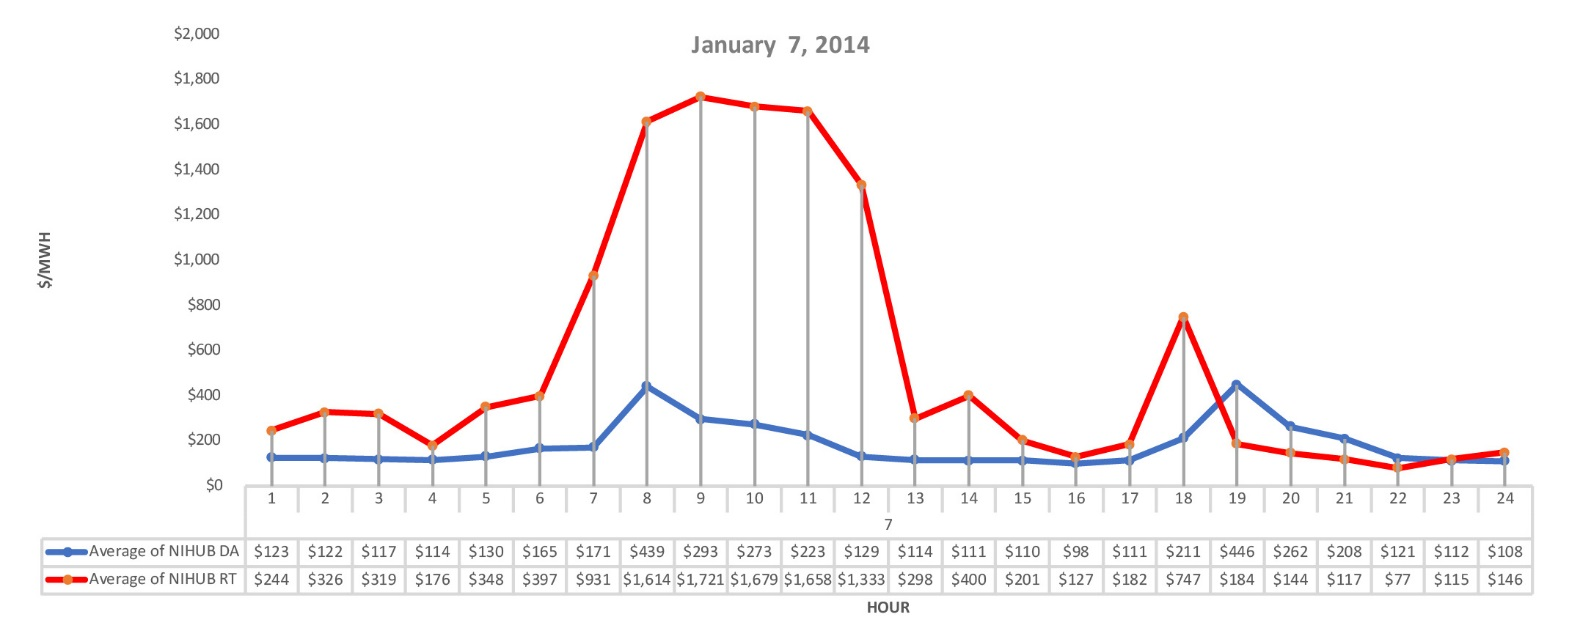 January 7, 2014
$2,000
$1,800
$1,600
$1,400
$1,200
$1,000
$800
$600
$400
$200
$0
$/MWH
1 2 3 4 5 6 7 8 9 10 11 12 13 14 15 16 17 18 19 20 21 22 23 24
7
Average of NIHUB DA $123 $122 $117 $114 $130 $165 $171 $439 $293 $273 $223 $129 $114 $111 $110 $98 $111 $211 $446 $262 $208 $121 $112 $108
Average of NIHUB RT $244 $326 $319 $176 $348 $397 $931 $1,614 $1,721 $1,679 $1,658 $1,333 $298 $400 $201 $127 $182 $747 $184 $144 $117 $77 $115 $146
HOUR